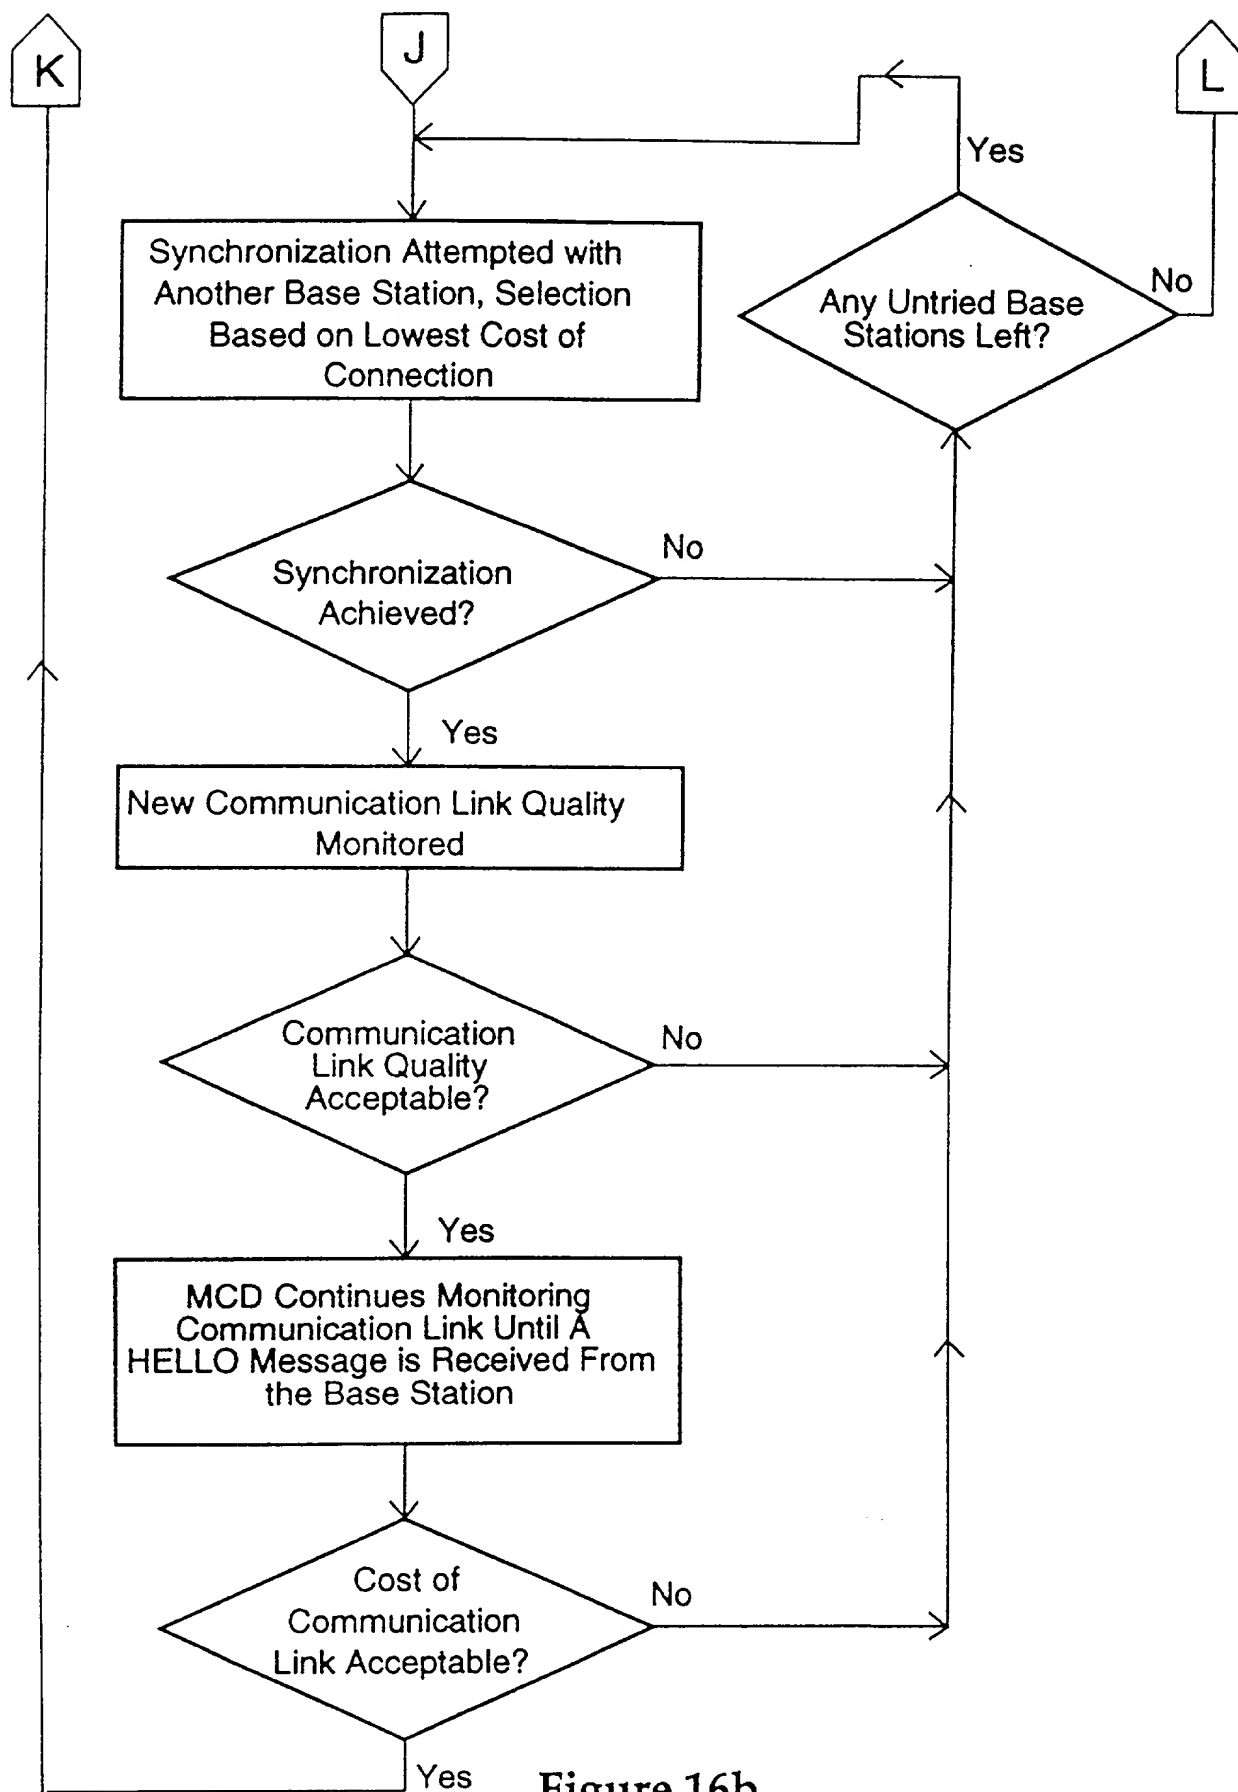 K
J
L
Yes
Synchronization Attempted with
Another Base Station, Selection
Based on Lowest Cost of
Connection
Any Untried Base
Stations Left?
No
Synchronization
Achieved?
No
Yes
New Communication Link Quality
Monitored
Communication
Link Quality
Acceptable?
No
Yes
MCD Continues Monitoring
Communication Link Until A
HELLO Message is Received From
the Base Station
Cost of
Communication
Link Acceptable?
No
Yes
Figure 16b